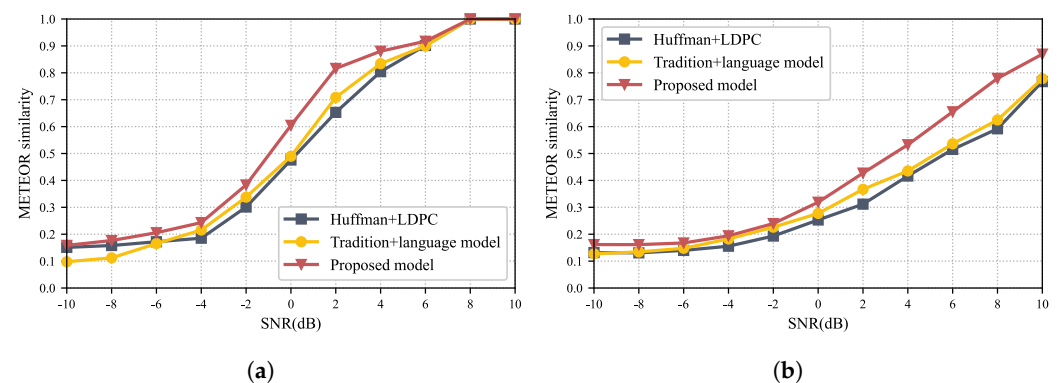 1.0
0.9
0.8
0.7
0.6
0.5
0.4
0.3
0.2
0.1
0.0
METEOR similarity
Huffman+LDPC
Tradition+language model
Proposed model
-10 -8 -6 -4 -2 0 2 4 6 8 10
SNR(dB)
(a)
1.0
0.9
0.8
0.7
0.6
0.5
0.4
0.3
0.2
0.1
0.0
METEOR similarity
Huffman+LDPC
Tradition+language model
Proposed model
-10 -8 -6 -4 -2 0 2 4 6 8 10
SNR(dB)
(b)